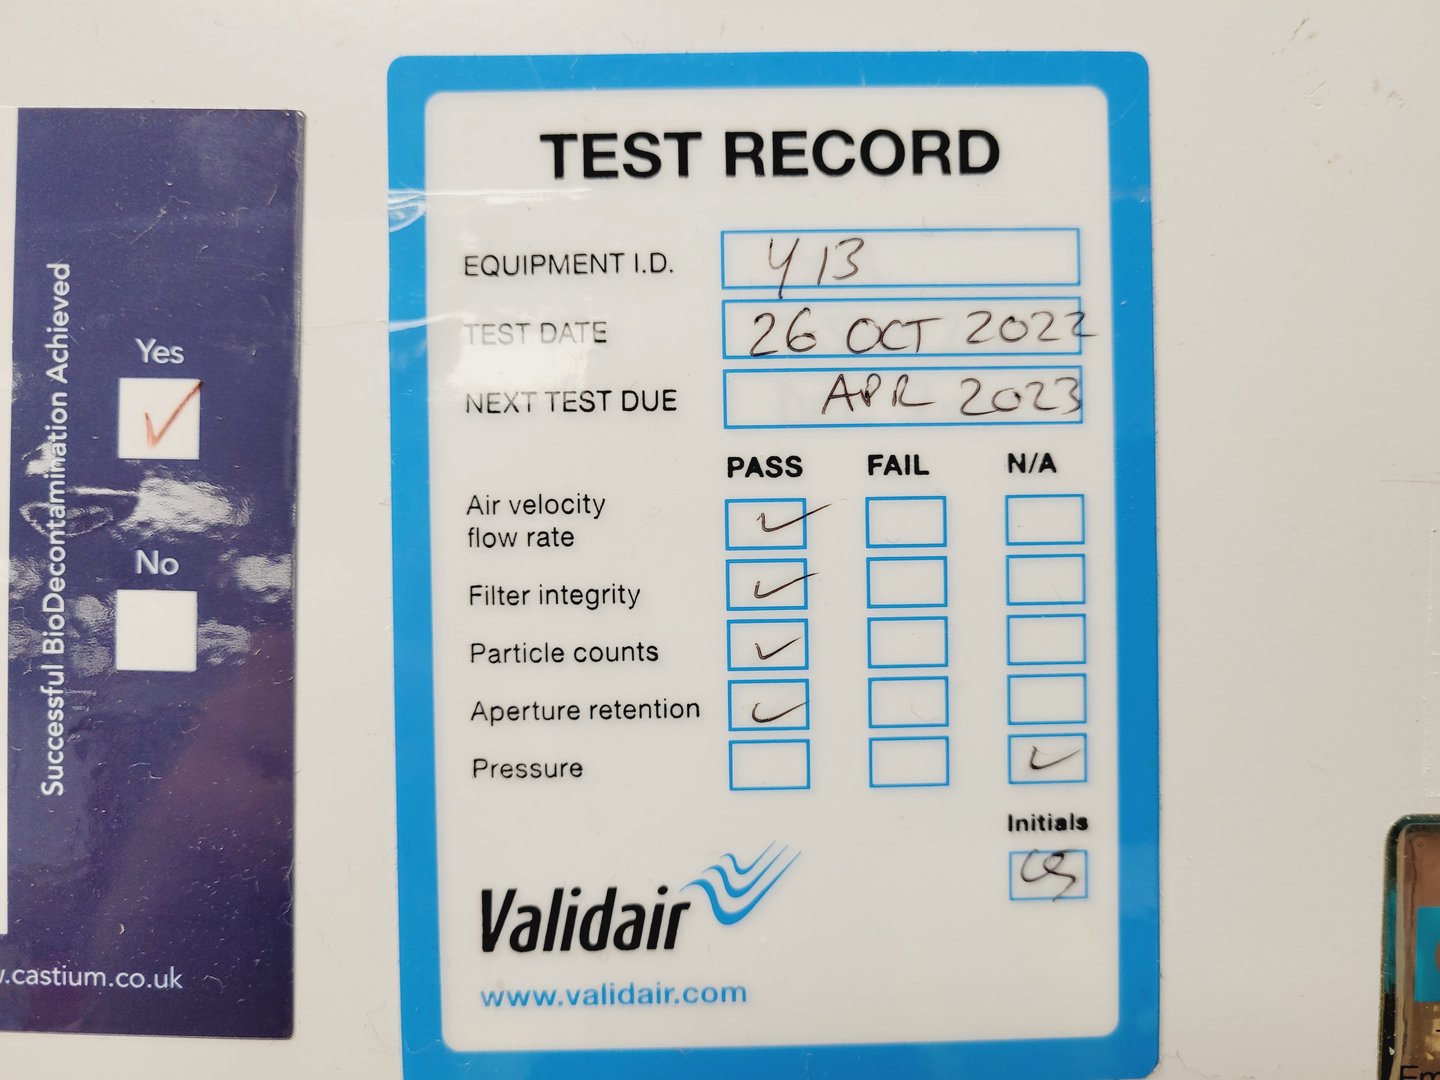 Successful BioDecontamination Achieved
Yes
No
w.castium.co.uk
TEST RECORD
EQUIPMENT I.D. 413
TEST DATE 26 OCT 2022
NEXT TEST DUE APR 2023
PASS FAIL N/A
Air velocity
flow rate
Filter integrity
Particle counts
Aperture retention
Pressure
Initials
Validair
www.validair.com